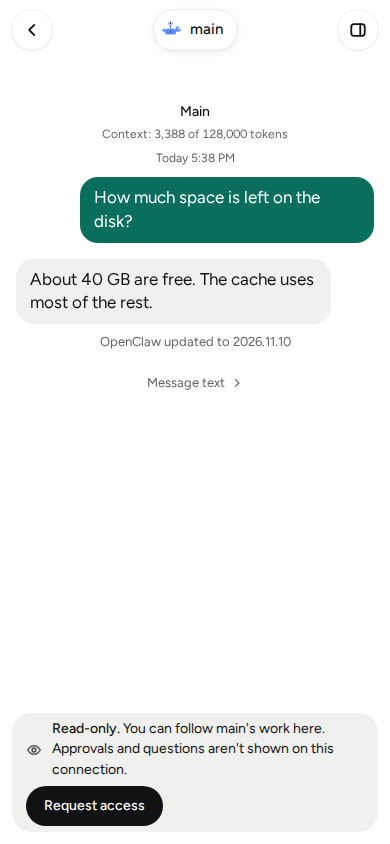 main
Main
Context: 3,388 of 128,000 tokens
Today 5:38 PM
How much space is left on the
disk?
About 40 GB are free. The cache uses
most of the rest.
OpenClaw updated to 2026.11.10
Message text
Read-only. You can follow main's work here.
Approvals and questions aren't shown on this
connection.
Request access